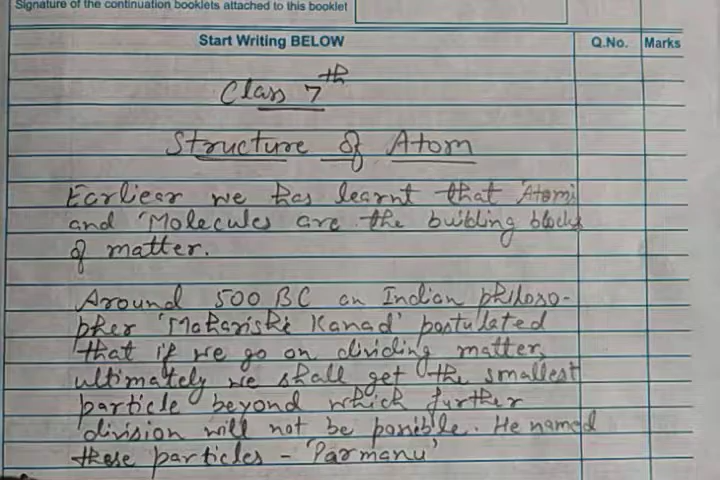 Signature of the continuation booklets attached to this booklet
Start Writing BELOW Q.No. Marks
Class 7th
Structure of Atom
Earliear we has learnt that 'Atoms
and 'Molecules are the building blocks
of matter.
Around 500 BC an Indian philoso-
pher 'Maharishi Kanad' postulated
that if we go on dividing matter,
ultimately we shall get the smallest
particle beyond which further
division will not be possible. He named
these particles - 'Parmanu'